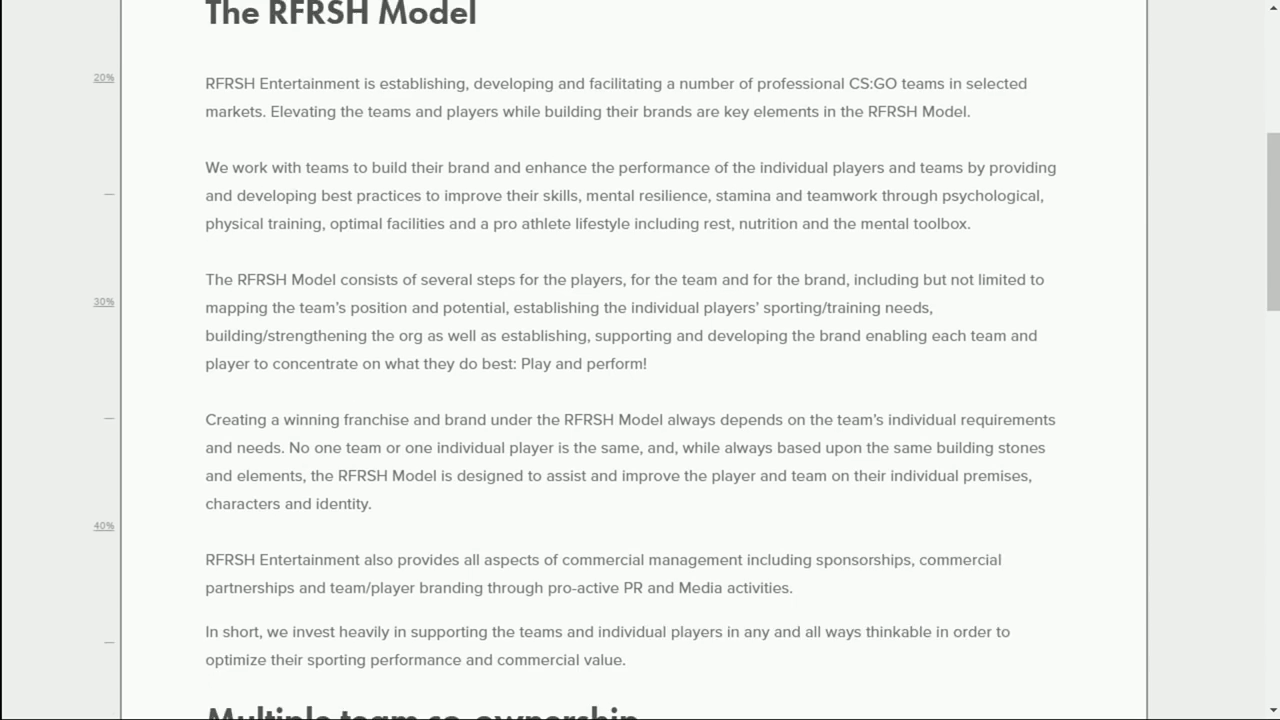 The RFRSH Model
20%
RFRSH Entertainment is establishing, developing and facilitating a number of professional CS:GO teams in selected
markets. Elevating the teams and players while building their brands are key elements in the RFRSH Model.
We work with teams to build their brand and enhance the performance of the individual players and teams by providing
and developing best practices to improve their skills, mental resilience, stamina and teamwork through psychological,
physical training, optimal facilities and a pro athlete lifestyle including rest, nutrition and the mental toolbox.
The RFRSH Model consists of several steps for the players, for the team and for the brand, including but not limited to
30%
mapping the team’s position and potential, establishing the individual players’ sporting/training needs,
building/strengthening the org as well as establishing, supporting and developing the brand enabling each team and
player to concentrate on what they do best: Play and perform!
Creating a winning franchise and brand under the RFRSH Model always depends on the team’s individual requirements
and needs. No one team or one individual player is the same, and, while always based upon the same building stones
and elements, the RFRSH Model is designed to assist and improve the player and team on their individual premises,
characters and identity.
40%
RFRSH Entertainment also provides all aspects of commercial management including sponsorships, commercial
partnerships and team/player branding through pro-active PR and Media activities.
In short, we invest heavily in supporting the teams and individual players in any and all ways thinkable in order to
optimize their sporting performance and commercial value.
Multiple team co-ownership